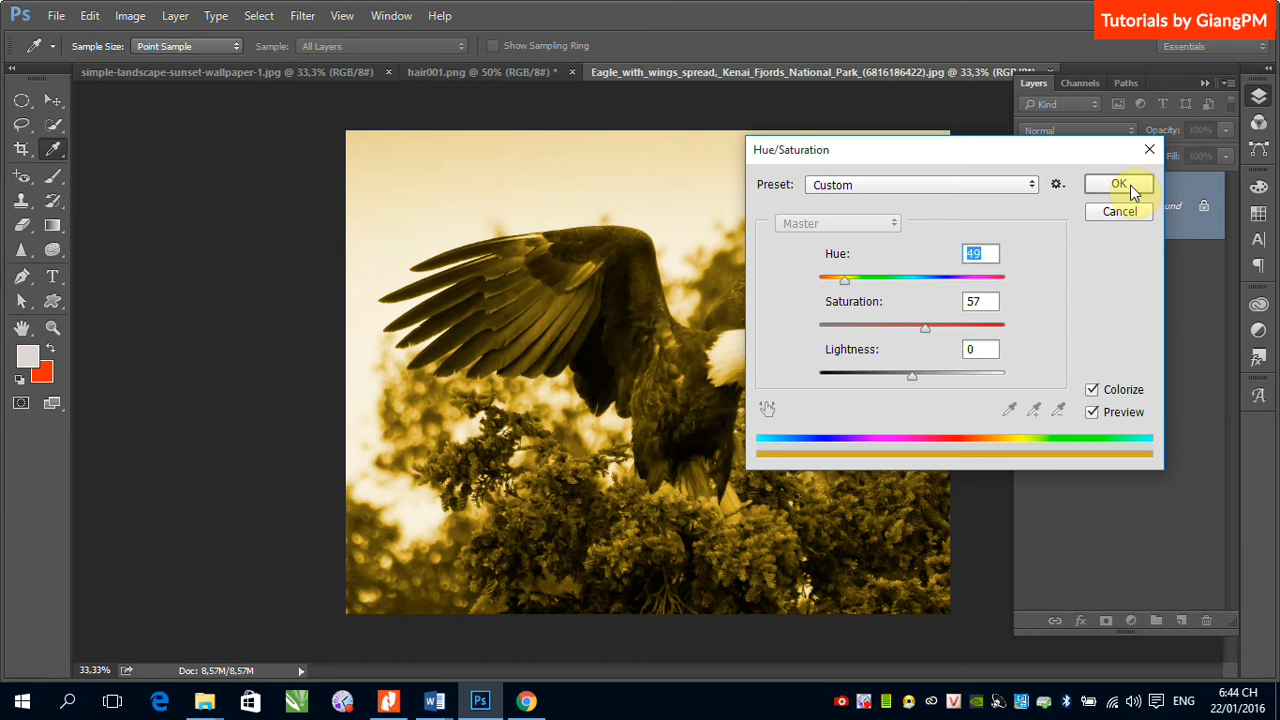 Ps File Edit Image Layer Type Select Filter View Window Help
Tutorials by GiangPM
Sample Size: Point Sample Sample: All Layers Show Sampling Ring Essentials
simple-landscape-sunset-wallpaper-1.jpg @ 33,3% (RGB/8#) × hair001.png @ 50% (RGB/8#) * × Eagle_with_wings_spread,_Kenai_Fjords_National_Park_(6816186422).jpg @ 33,3%
Layers Channels Paths
Kind
Normal Opacity: 100%
Fill: 100%
Hue/Saturation
Preset: Custom OK
Cancel
Master
Hue: 49
Saturation: 57
Lightness: 0
Colorize
Preview
33,33% Doc: 8,57M/8,57M
ENG
6:44 CH
22/01/2016